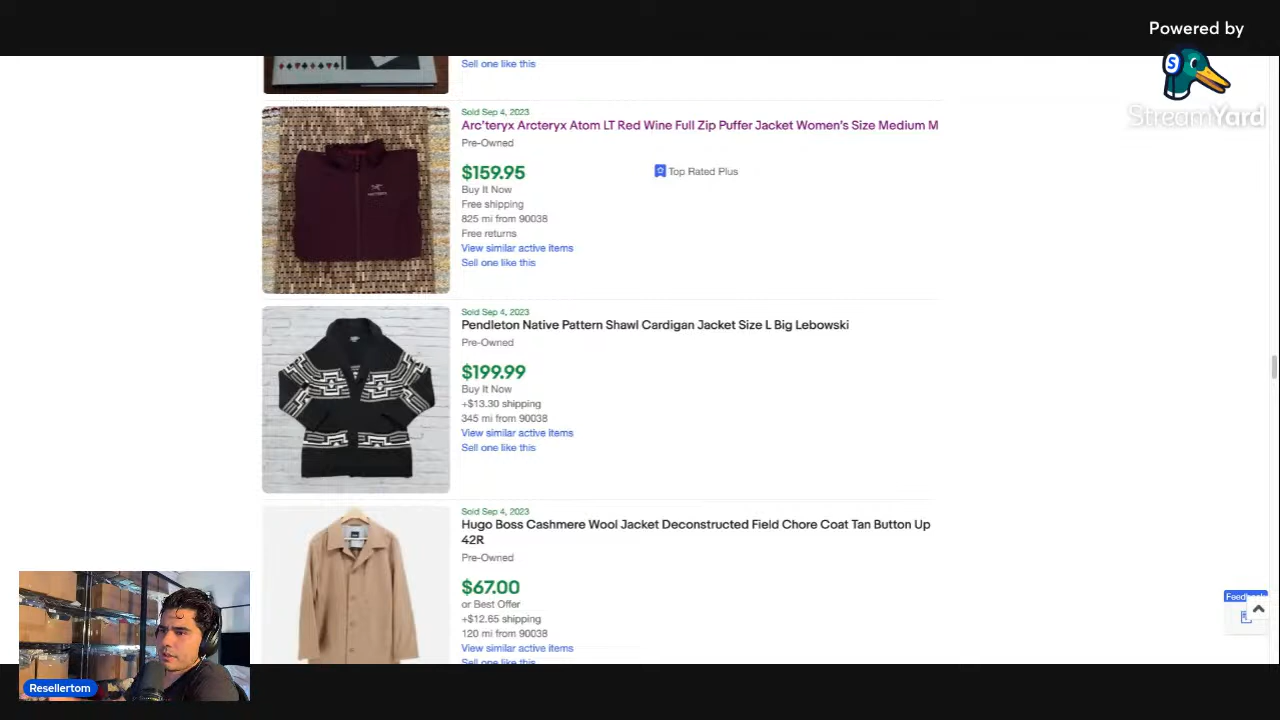 Powered by
S
StreamYard
Sell one like this
Sold Sep 4, 2023
Arc'teryx Arcteryx Atom LT Red Wine Full Zip Puffer Jacket Women's Size Medium M
Pre-Owned
$159.95
Top Rated Plus
Buy It Now
Free shipping
825 mi from 90038
Free returns
View similar active items
Sell one like this
Sold Sep 4, 2023
Pendleton Native Pattern Shawl Cardigan Jacket Size L Big Lebowski
Pre-Owned
$199.99
Buy It Now
+$13.30 shipping
345 mi from 90038
View similar active items
Sell one like this
Sold Sep 4, 2023
Hugo Boss Cashmere Wool Jacket Deconstructed Field Chore Coat Tan Button Up
42R
Pre-Owned
$67.00
or Best Offer
+$12.65 shipping
120 mi from 90038
View similar active items
Sell one like this
Resellertom